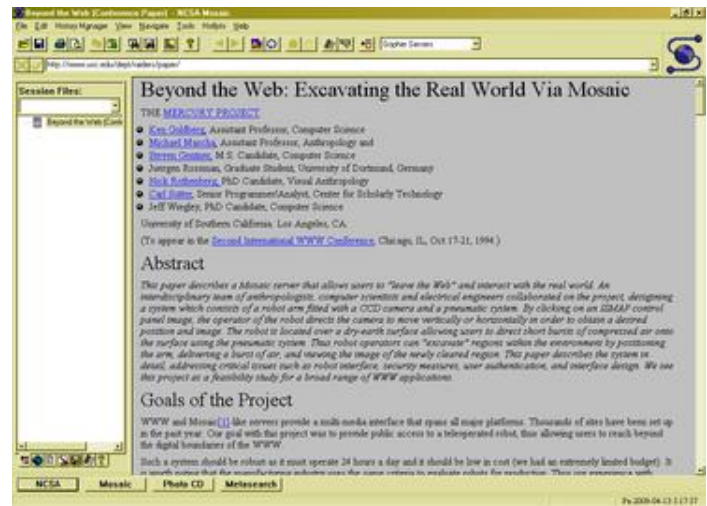 Beyond the Web (Conference Paper) - NCSA Mosaic
File Edit History Manager View Navigate Tools Hotlists Help
Gopher Servers
http://www.usc.edu/dept/raiders/paper/
Session Files:
Beyond the Web (Conf
Beyond the Web: Excavating the Real World Via Mosaic
THE MERCURY PROJECT
Ken Goldberg, Assistant Professor, Computer Science
Michael Mascha, Assistant Professor, Anthropology and
Steven Gentner, M.S. Candidate, Computer Science
Juergen Rossman, Graduate Student, University of Dortmund, Germany
Nick Rothenberg, PhD Candidate, Visual Anthropology
Carl Sutter, Senior Programmer/Analyst, Center for Scholarly Technology
Jeff Wiegley, PhD Candidate, Computer Science
University of Southern California, Los Angeles, CA.
(To appear in the Second International WWW Conference, Chicago, IL, Oct 17-21, 1994.)
Abstract
This paper describes a Mosaic server that allows users to "leave the Web" and interact with the real world. An
interdisciplinary team of anthropologists, computer scientists and electrical engineers collaborated on the project, designing
a system which consists of a robot arm fitted with a CCD camera and a pneumatic system. By clicking on an ISMAP control
panel image, the operator of the robot directs the camera to move vertically or horizontally in order to obtain a desired
position and image. The robot is located over a dry-earth surface allowing users to direct short bursts of compressed air onto
the surface using the pneumatic system. Thus robot operators can "excavate" regions within the environment by positioning
the arm, delivering a burst of air, and viewing the image of the newly cleared region. This paper describes the system in
detail, addressing critical issues such as robot interface, security measures, user authentication, and interface design. We see
this project as a feasibility study for a broad range of WWW applications.
Goals of the Project
WWW and Mosaic[1]-like servers provide a multi-media interface that spans all major platforms. Thousands of sites have been set up
in the past year. Our goal with this project was to provide public access to a teleoperated robot, thus allowing users to reach beyond
the digital boundaries of the WWW.
Such a system should be robust as it must operate 24 hours a day and it should be low in cost (we had an extremely limited budget). It
NCSA Mosaic Photo CD Metasearch
2009-04-13 5:17:57